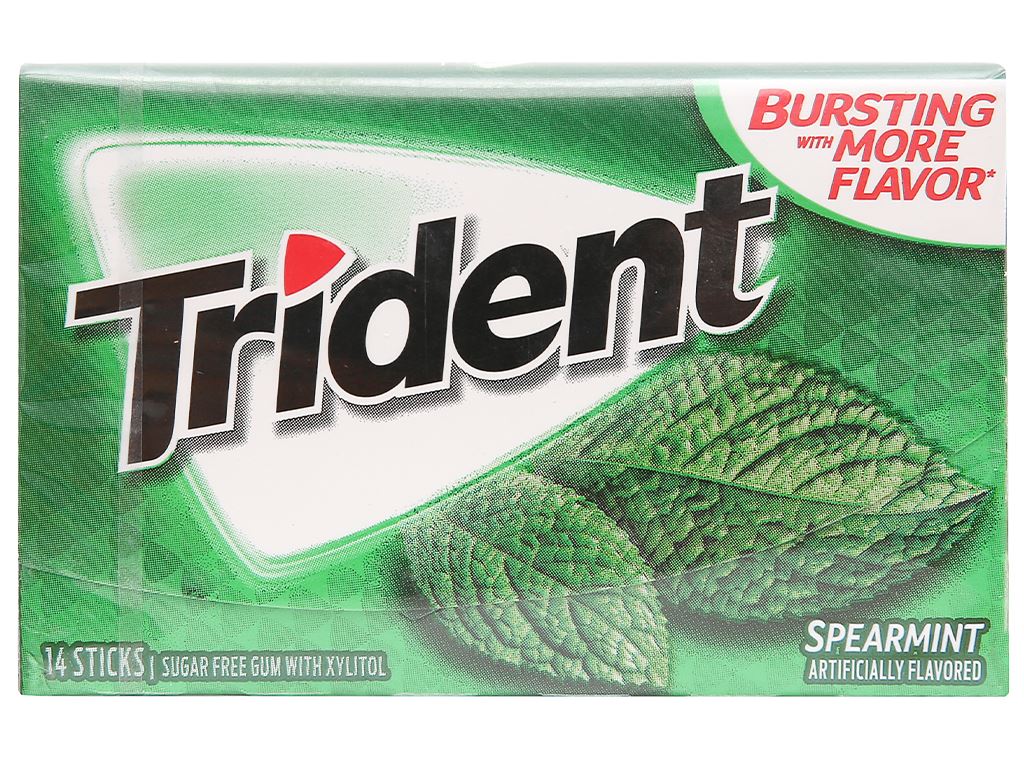 BURSTING
WITH MORE
FLAVOR*
Trident
14 STICKS | SUGAR FREE GUM WITH XYLITOL
SPEARMINT
ARTIFICIALLY FLAVORED